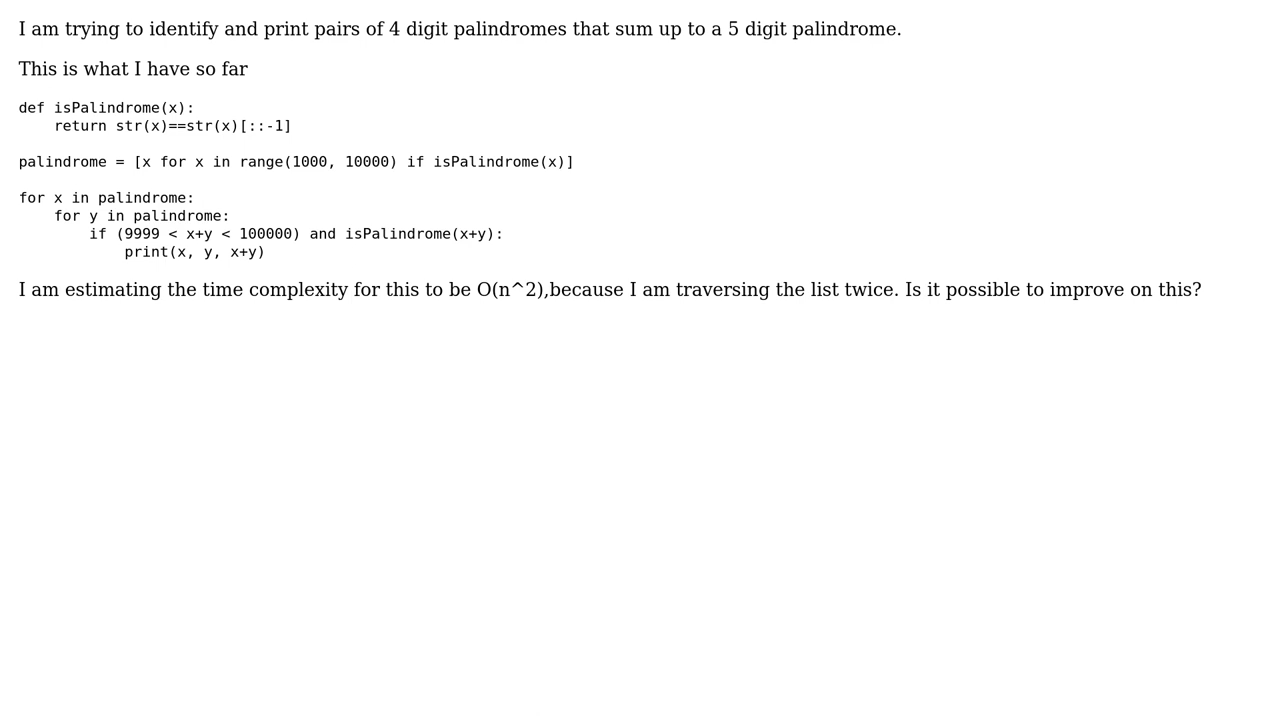 I am trying to identify and print pairs of 4 digit palindromes that sum up to a 5 digit palindrome.
This is what I have so far
def isPalindrome(x):
    return str(x)==str(x)[::-1]
palindrome = [x for x in range(1000, 10000) if isPalindrome(x)]
for x in palindrome:
    for y in palindrome:
        if (9999 < x+y < 100000) and isPalindrome(x+y):
            print(x, y, x+y)
I am estimating the time complexity for this to be O(n^2),because I am traversing the list twice. Is it possible to improve on this?